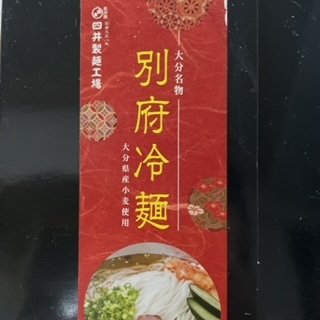 四井製麺工場
大分名物
別府冷麺
大分県産小麦使用